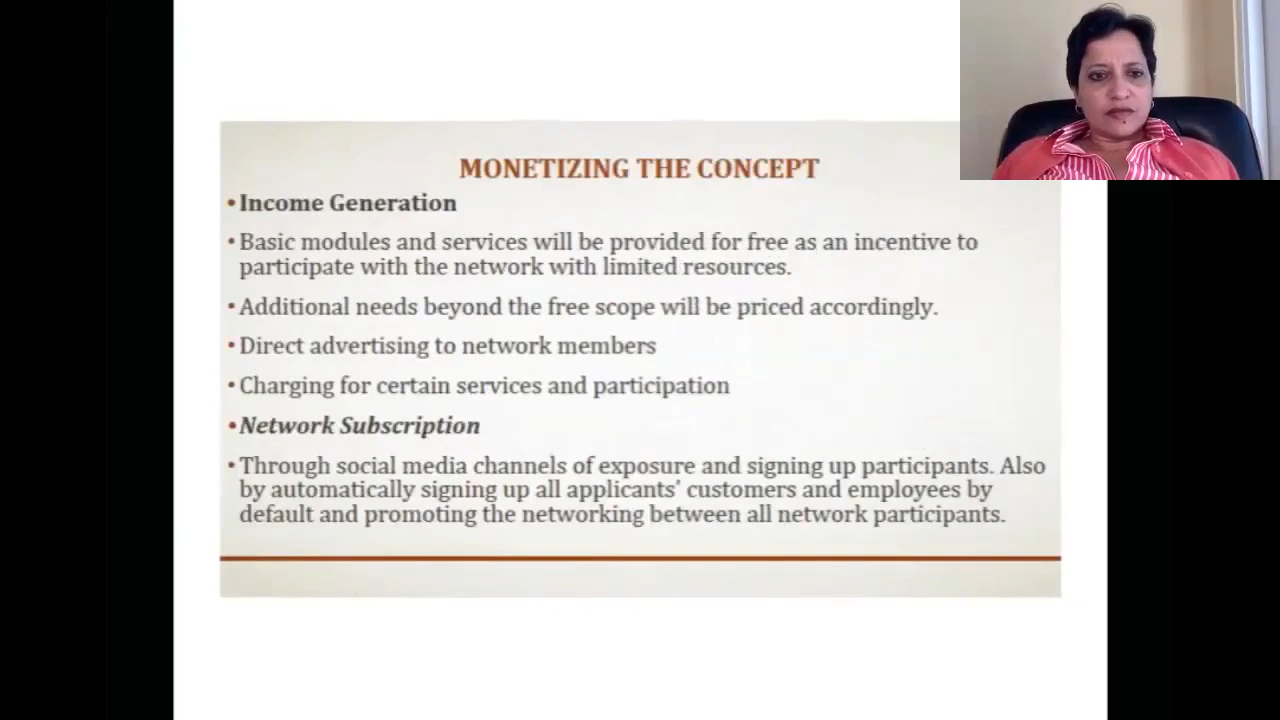 MONETIZING THE CONCEPT
•Income Generation
•Basic modules and services will be provided for free as an incentive to
participate with the network with limited resources.
•Additional needs beyond the free scope will be priced accordingly.
•Direct advertising to network members
•Charging for certain services and participation
•Network Subscription
•Through social media channels of exposure and signing up participants. Also
by automatically signing up all applicants’ customers and employees by
default and promoting the networking between all network participants.